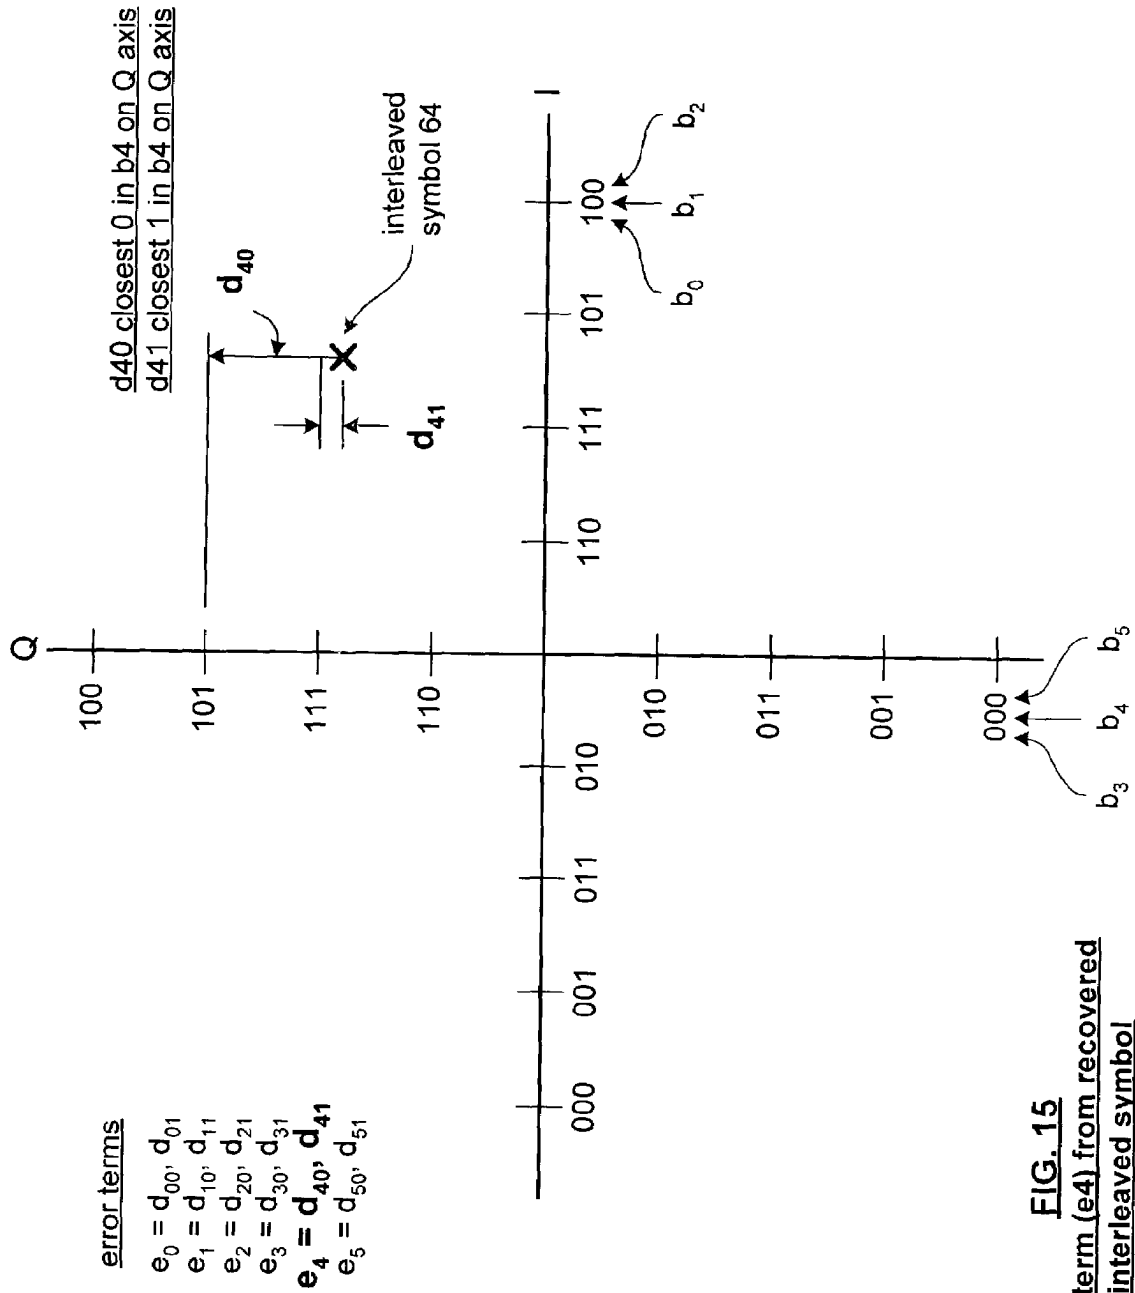 error terms
e0 = d00, d01
e1 = d10, d11
e2 = d20, d21
e3 = d30, d31
e4 = d40, d41
e5 = d50, d51
d40 closest 0 in b4 on Q axis
d41 closest 1 in b4 on Q axis
Q
100
101
111
110
010
011
001
000
b3
b4
b5
d40
d41
interleaved
symbol 64
I
000
001
011
010
110
111
101
100
b0
b1
b2
FIG. 15
term (e4) from recovered
interleaved symbol